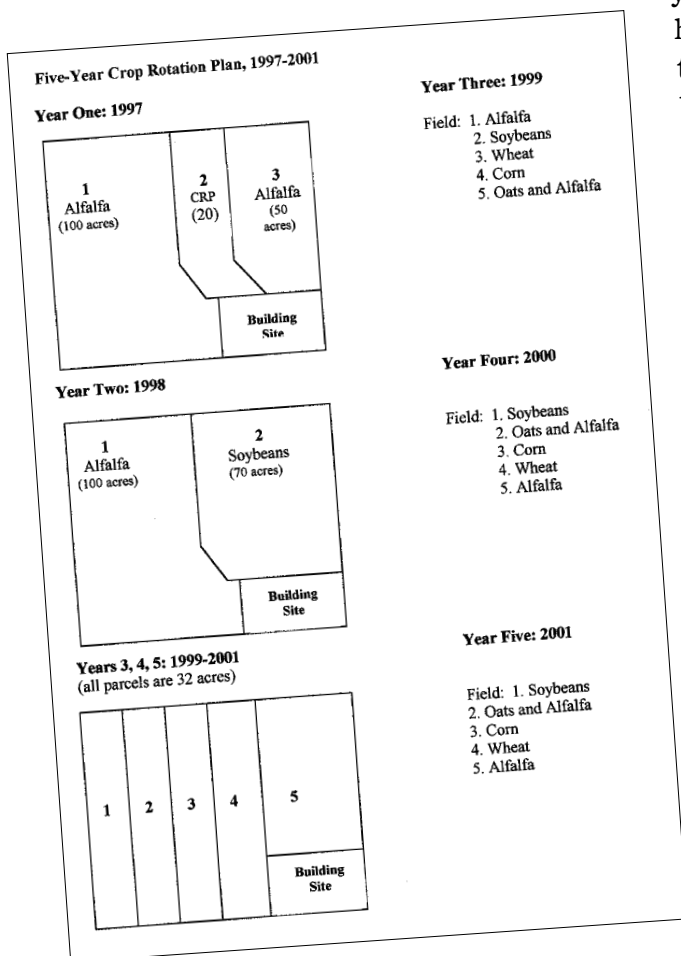 Five-Year Crop Rotation Plan, 1997-2001
Year One: 1997
1
Alfalfa
(100 acres)
2
CRP
(20)
3
Alfalfa
(50
acres)
Building
Site
Year Two: 1998
1
Alfalfa
(100 acres)
2
Soybeans
(70 acres)
Building
Site
Years 3, 4, 5: 1999-2001
(all parcels are 32 acres)
1
2
3
4
5
Building
Site
Year Three: 1999
Field: 1. Alfalfa
2. Soybeans
3. Wheat
4. Corn
5. Oats and Alfalfa
Year Four: 2000
Field: 1. Soybeans
2. Oats and Alfalfa
3. Corn
4. Wheat
5. Alfalfa
Year Five: 2001
Field: 1. Soybeans
2. Oats and Alfalfa
3. Corn
4. Wheat
5. Alfalfa